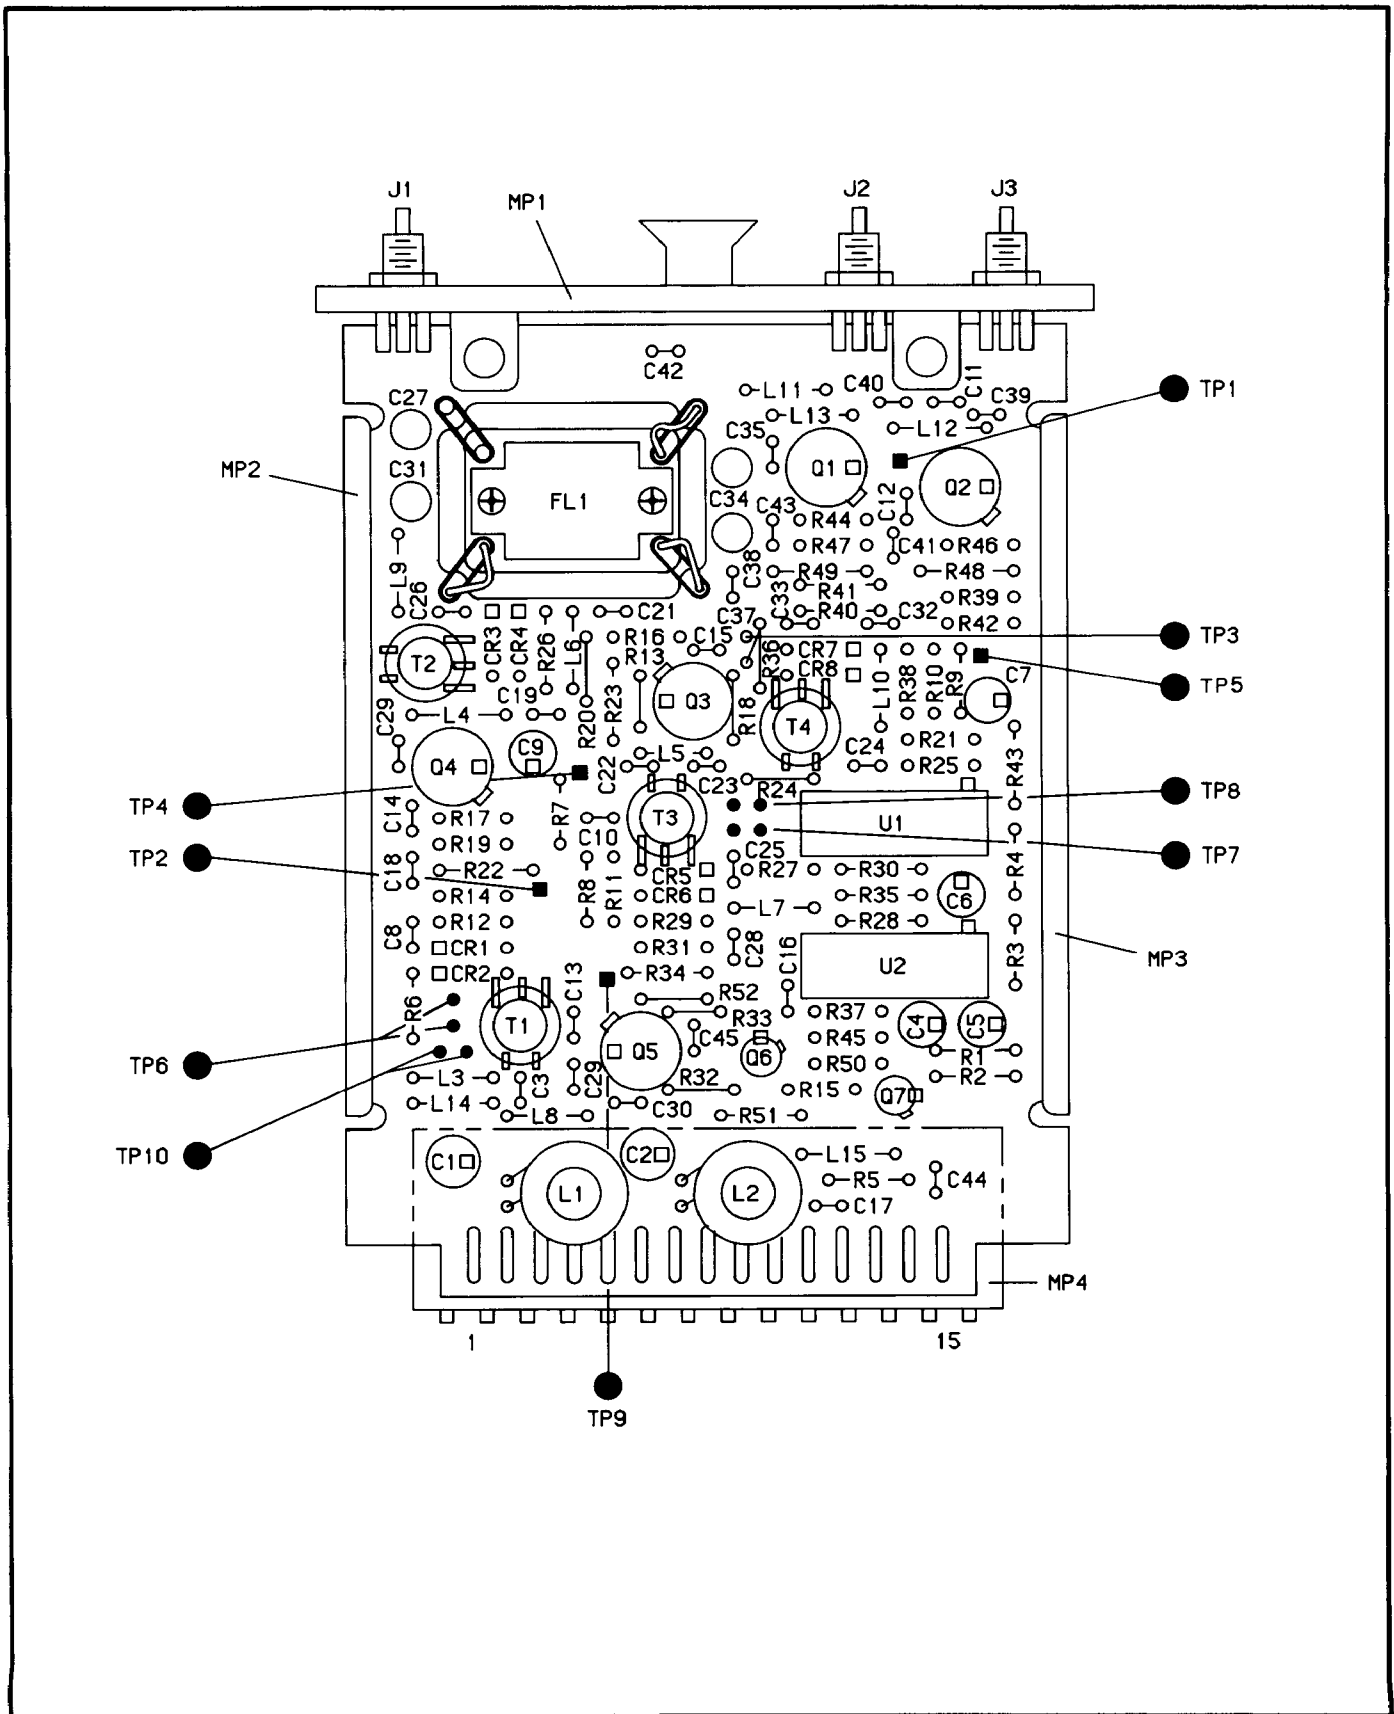 J1 MP1 J2 J3
C42
C27 L11 C40 C11 TP1
L13 C39
C35 L12
MP2 C31 Q1
FL1 C34 Q2
C43 R44 C12
R47 C41 R46
L9 C38 R49 R48
R41
C26 C21 C33 R40 C32 R39
C37 R42
CR3 CR4 R26 L6 R16 C15 TP3
T2 R13 R36 CR7
CR8 L10 R38 R10 R9 C7 TP5
C19 R23 Q3
C29 L4 R20 R18 T4
L5 R21
Q4 C9 C22 C24 R25 R43
C23 R24
TP4 R7 TP8
C14 R17 T3 U1
R19 C10
TP2 C25 TP7
C18 R22 CR5 R27 R30 R4
R14 R8 R11 CR6 R35 C6
L7
C8 R12 R29 R28
CR1 R31 C28 R3 MP3
CR2 C13 R34 C16 U2
R6 R52
T1 R33 R37 C4 C5
C45 R45
TP6 Q5 Q6 R50 R1
L3 C3 C29 R32 R15 Q7 R2
L14 C30
L8 R51
TP10 C1 C2 L15
L1 L2 R5 C44
C17
MP4
1 15
TP9